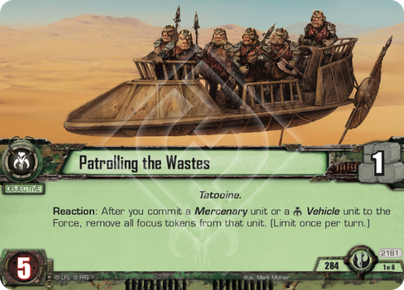 Patrolling the Wastes
1
OBJECTIVE
Tatooine.
Reaction: After you commit a Mercenary unit or a Vehicle unit to the
Force, remove all focus tokens from that unit. (Limit once per turn.)
5
© LFL © FFG
Illus. Mark Molnar
284
2181
1 of 6